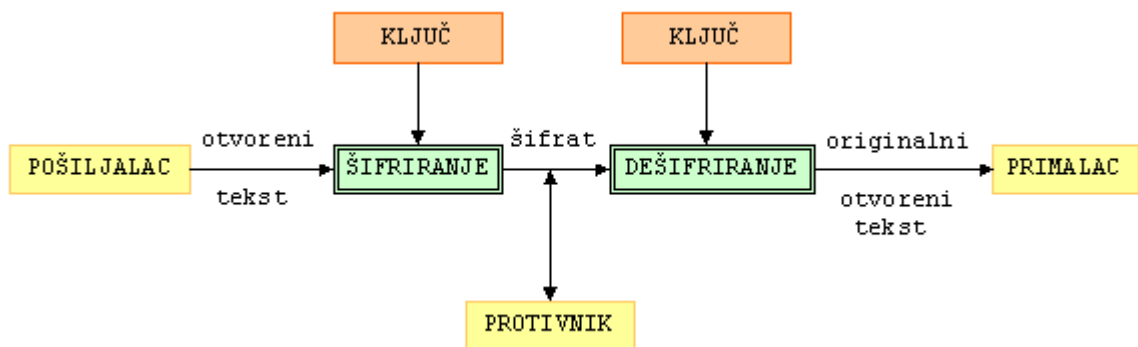 KLJUČ
KLJUČ
otvoreni
šifrat
originalni
POŠILJALAC
ŠIFRIRANJE
DEŠIFRIRANJE
PRIMALAC
tekst
otvoreni
tekst
PROTIVNIK